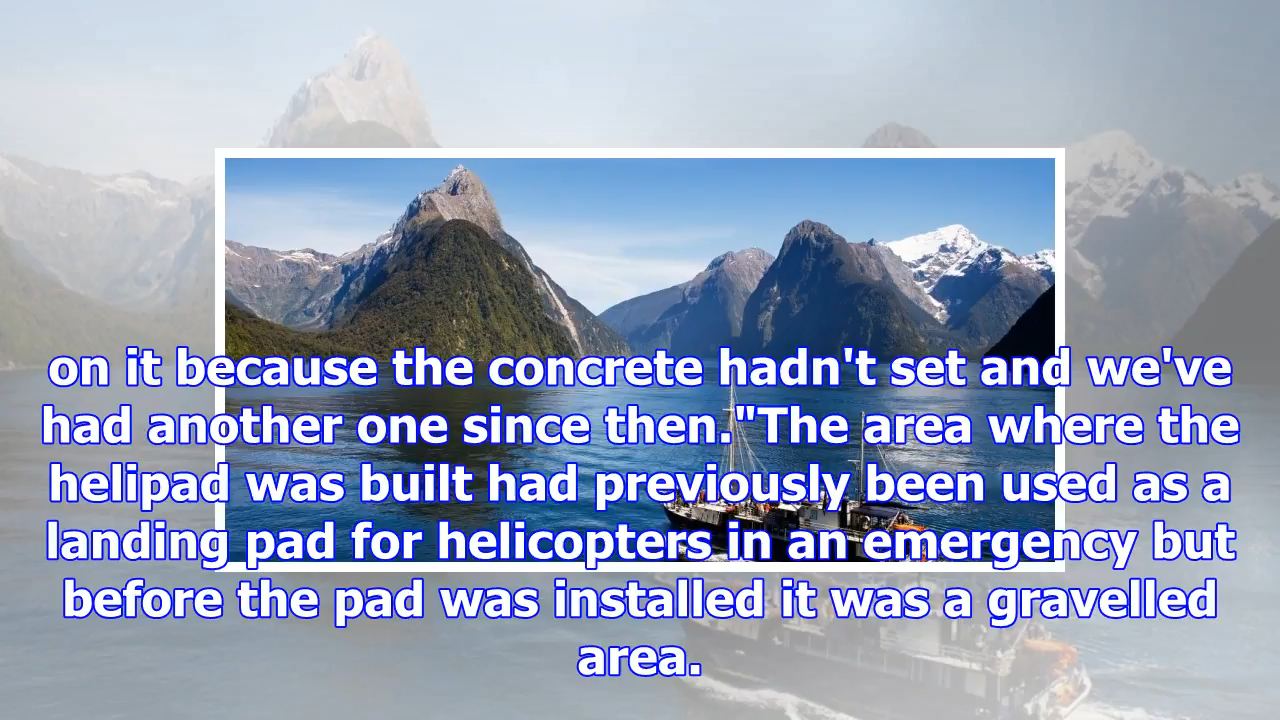 on it because the concrete hadn't set and we've
had another one since then."The area where the
helipad was built had previously been used as a
landing pad for helicopters in an emergency but
before the pad was installed it was a gravelled
area.